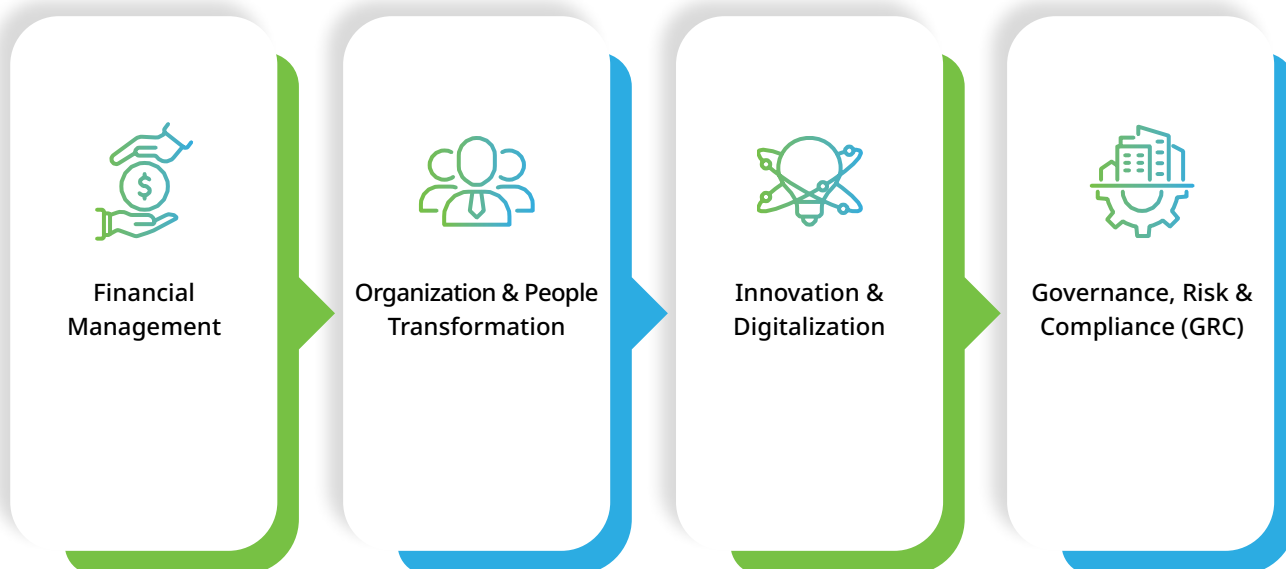 Financial
Management
Organization & People
Transformation
Innovation &
Digitalization
Governance, Risk &
Compliance (GRC)